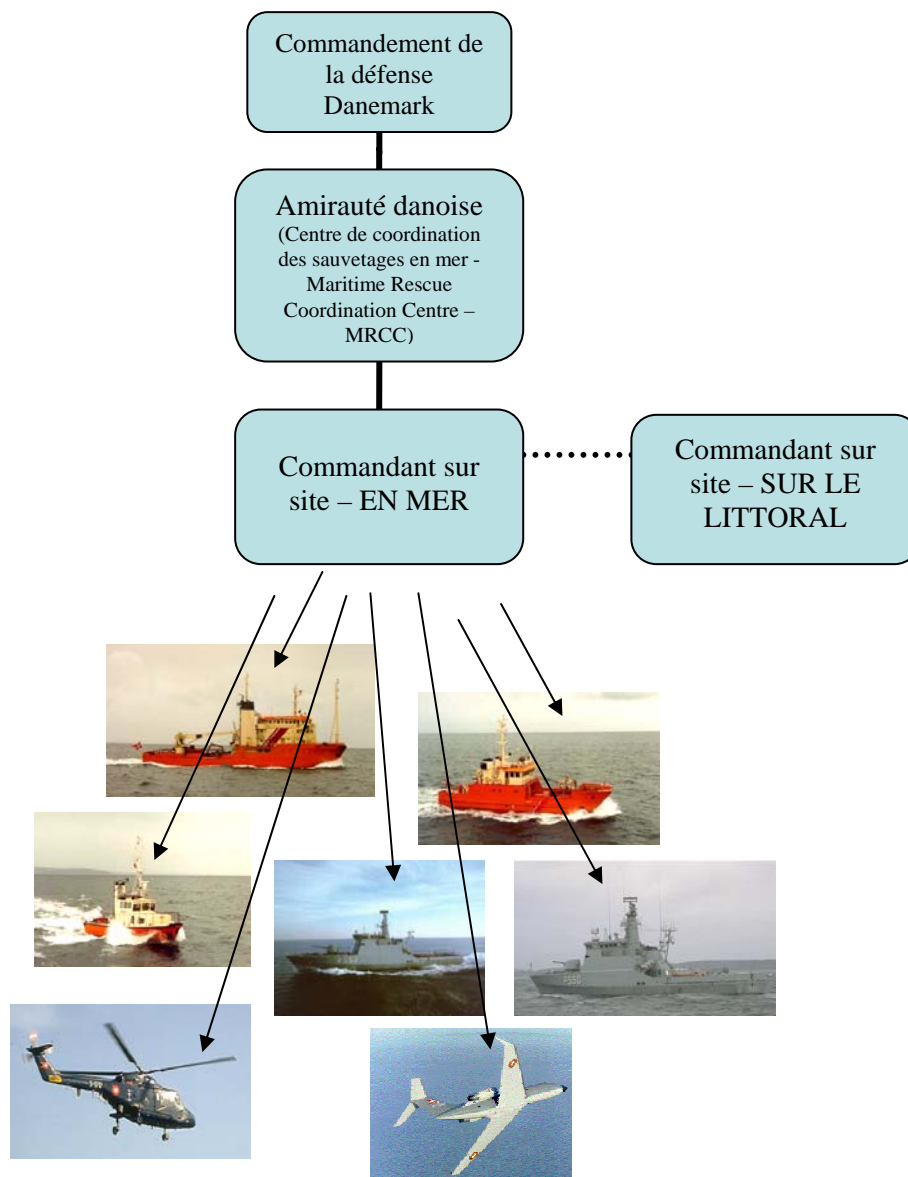 Commandement de
la défense
Danemark
Amirauté danoise
(Centre de coordination
des sauvetages en mer -
Maritime Rescue
Coordination Centre –
MRCC)
Commandant sur
site – EN MER
Commandant sur
site – SUR LE
LITTORAL
P550